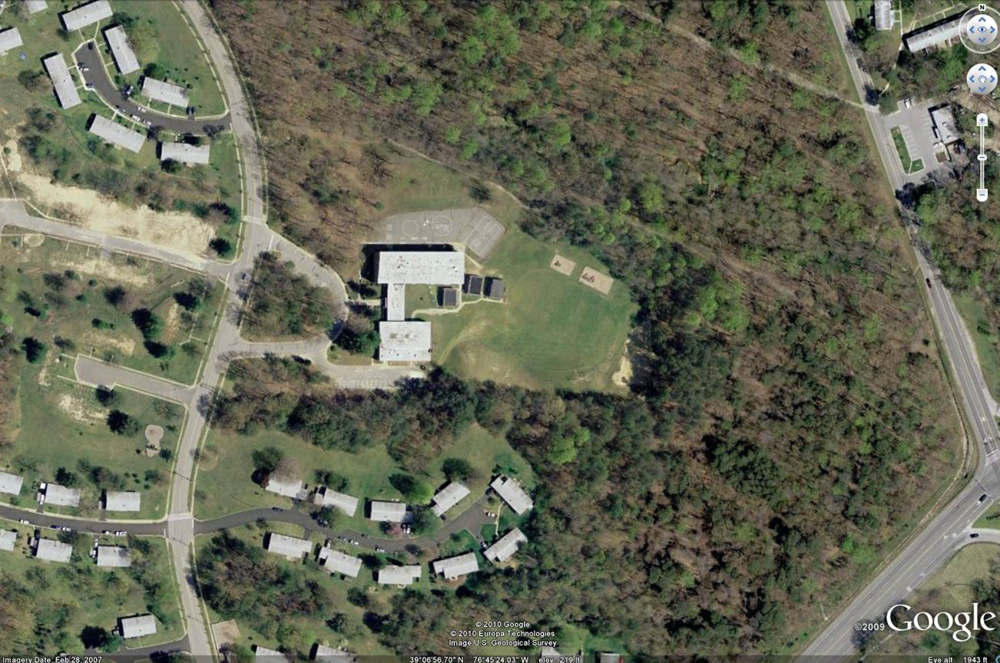 N
© 2010 Google
© 2010 Europa Technologies
Image U.S. Geological Survey
©2009 Google
Imagery Date: Feb 28, 2007
39°06'56.70" N 76°45'24.03" W elev 219 ft
Eye alt 1943 ft